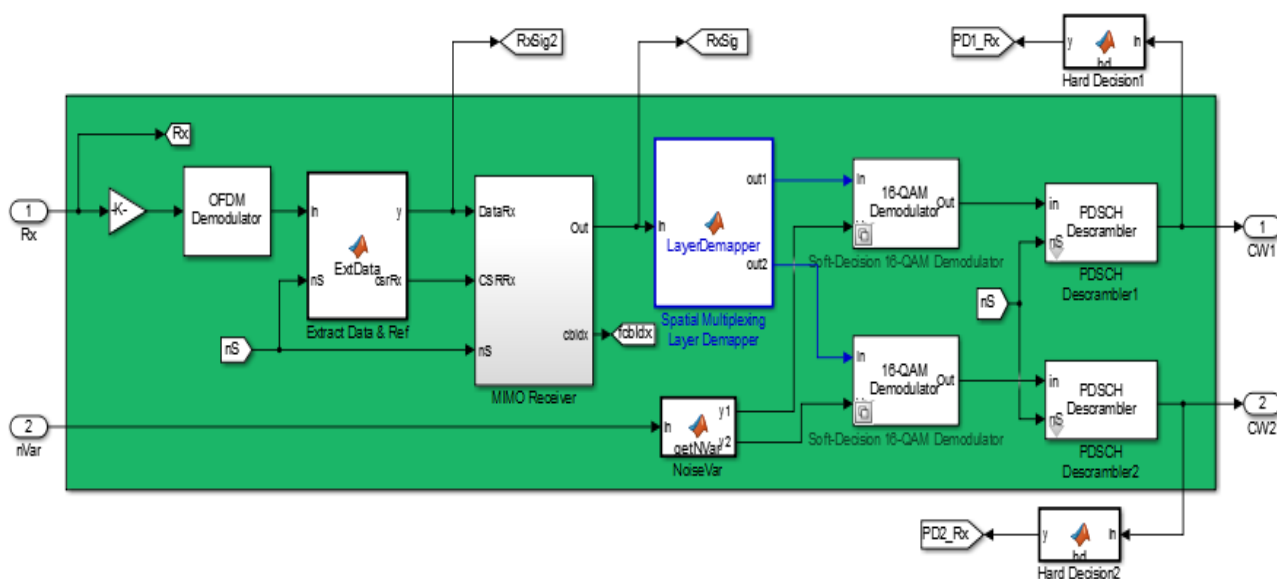 RxSig2
RxSig
PD1_Rx
y
In
hd
Hard Decision1
Rx
1
Rx
-K-
OFDM
Demodulator
In
y
ExtData
nS
csrRx
Extract Data & Ref
nS
DataRx
CSRRx
nS
Out
cbIdx
MIMO Receiver
fcbIdx
In
out1
LayerDemapper
out2
Spatial Multiplexing
Layer Demapper
In
16-QAM
Demodulator
Out
Soft-Decision 16-QAM Demodulator
in
PDSCH
Descrambler
nS
PDSCH
Descrambler1
1
CW1
nS
In
16-QAM
Demodulator
Out
Soft-Decision 16-QAM Demodulator
in
PDSCH
Descrambler
nS
PDSCH
Descrambler2
2
CW2
2
nVar
In
y1
getNVar
y2
NoiseVar
PD2_Rx
y
In
hd
Hard Decision2